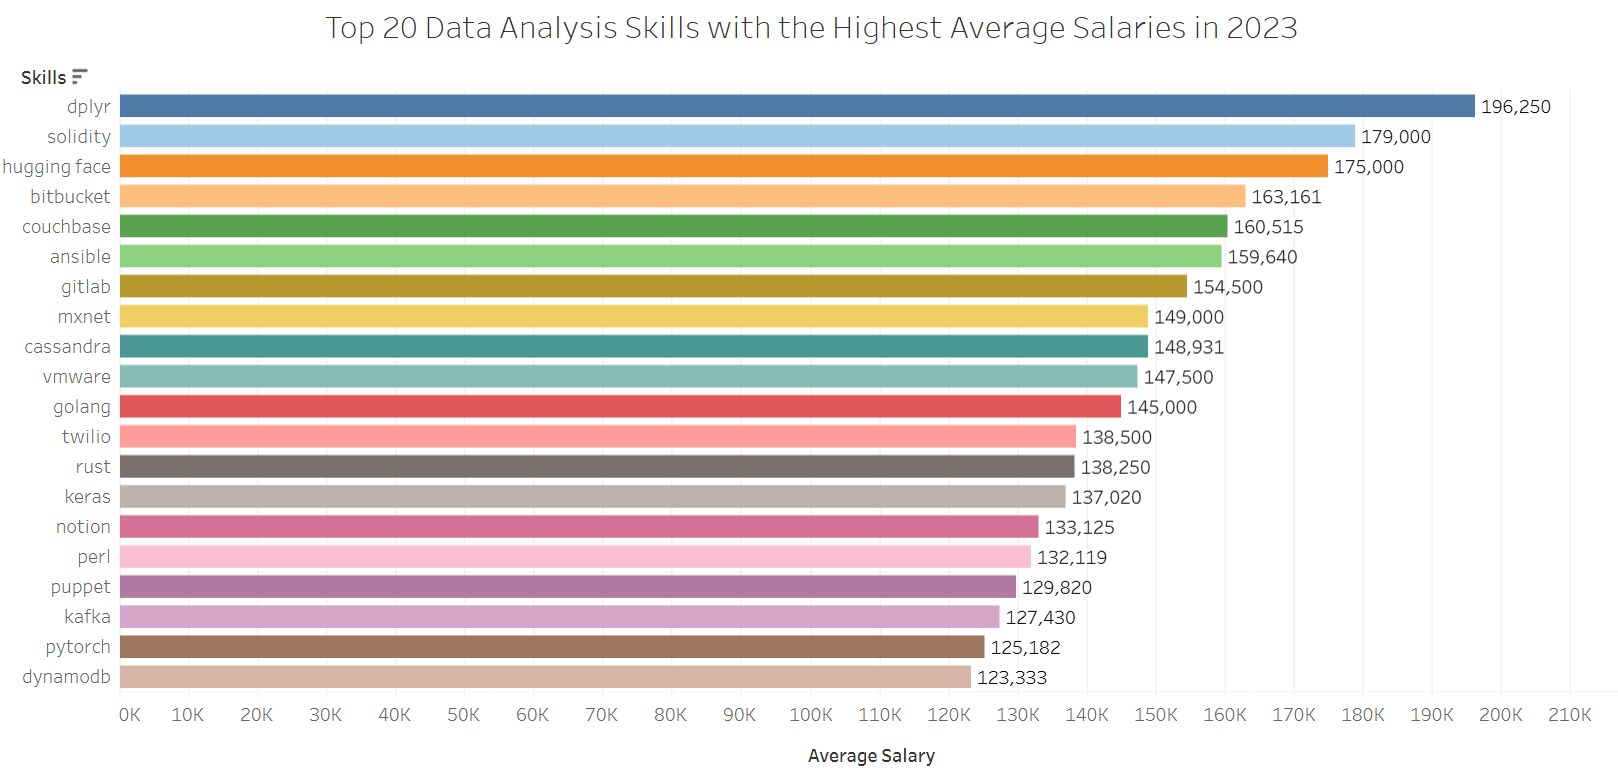 Top 20 Data Analysis Skills with the Highest Average Salaries in 2023
Skills
dplyr 196,250
solidity 179,000
hugging face 175,000
bitbucket 163,161
couchbase 160,515
ansible 159,640
gitlab 154,500
mxnet 149,000
cassandra 148,931
vmware 147,500
golang 145,000
twilio 138,500
rust 138,250
keras 137,020
notion 133,125
perl 132,119
puppet 129,820
kafka 127,430
pytorch 125,182
dynamodb 123,333
0K 10K 20K 30K 40K 50K 60K 70K 80K 90K 100K 110K 120K 130K 140K 150K 160K 170K 180K 190K 200K 210K
Average Salary